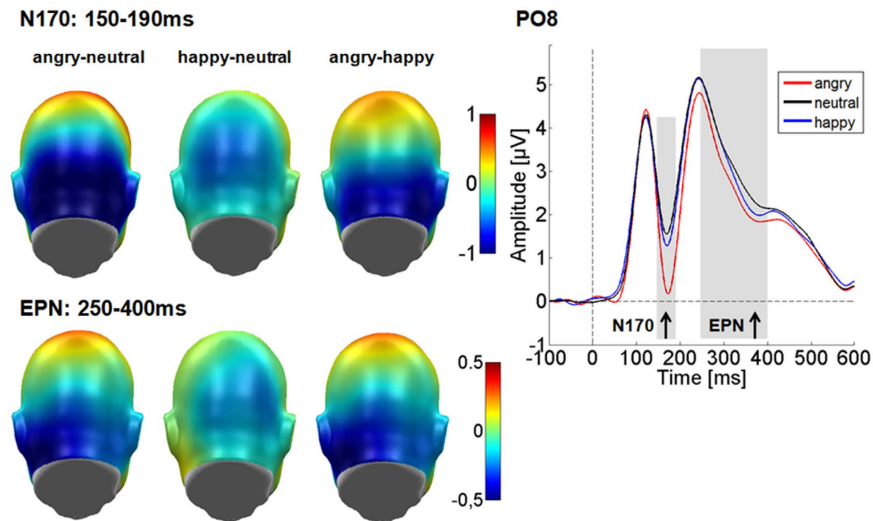 N170: 150-190ms
angry-neutral
happy-neutral
angry-happy
1
0
-1
EPN: 250-400ms
0.5
0
-0,5
PO8
angry
neutral
happy
Amplitude [µV]
5
4
3
2
1
0
-1
N170
EPN
-100 0 100 200 300 400 500 600
Time [ms]